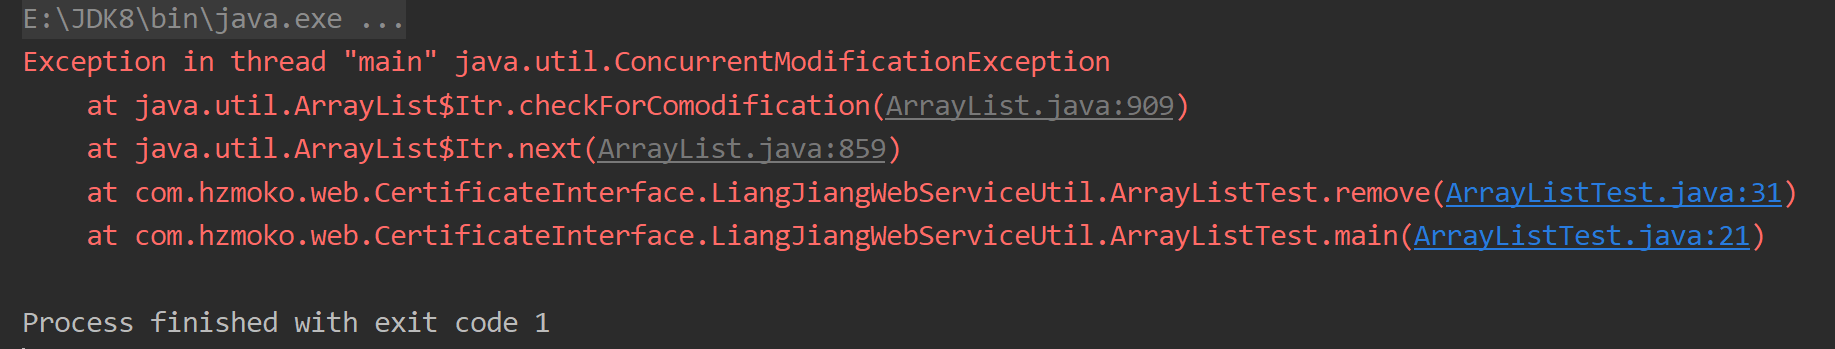 E:\JDK8\bin\java.exe ...
Exception in thread "main" java.util.ConcurrentModificationException
    at java.util.ArrayList$Itr.checkForComodification(ArrayList.java:909)
    at java.util.ArrayList$Itr.next(ArrayList.java:859)
    at com.hzmoko.web.CertificateInterface.LiangJiangWebServiceUtil.ArrayListTest.remove(ArrayListTest.java:31)
    at com.hzmoko.web.CertificateInterface.LiangJiangWebServiceUtil.ArrayListTest.main(ArrayListTest.java:21)
Process finished with exit code 1